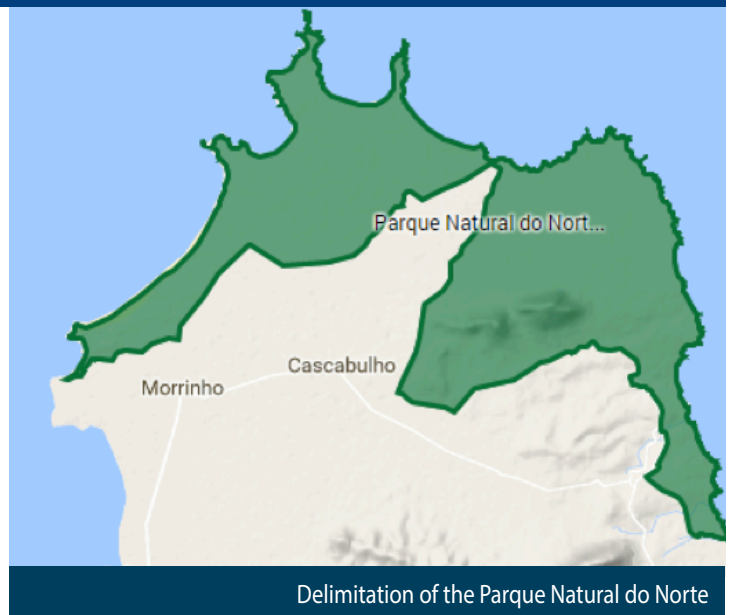 Parque Natural do Nort...
Cascabulho
Morrinho
Delimitation of the Parque Natural do Norte